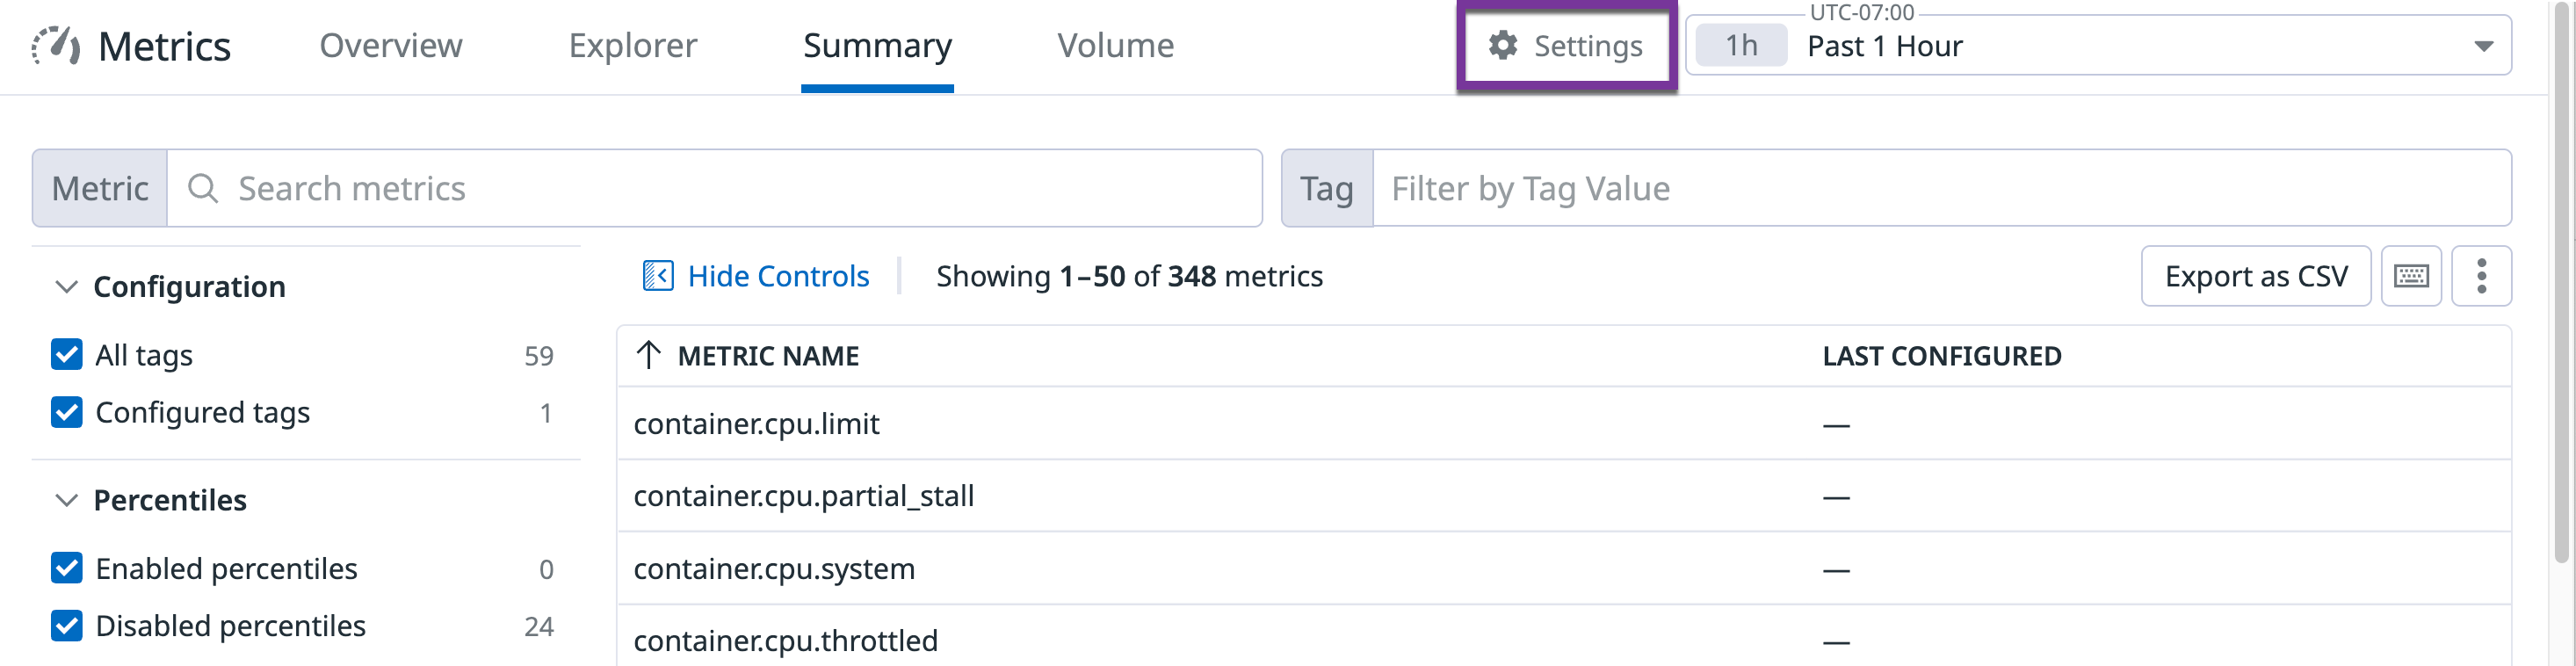 Metrics Overview Explorer Summary Volume Settings UTC-07:00 1h Past 1 Hour
Metric Search metrics Tag Filter by Tag Value
Configuration
All tags 59
Configured tags 1
Percentiles
Enabled percentiles 0
Disabled percentiles 24
Hide Controls Showing 1–50 of 348 metrics Export as CSV
METRIC NAME LAST CONFIGURED
container.cpu.limit —
container.cpu.partial_stall —
container.cpu.system —
container.cpu.throttled —